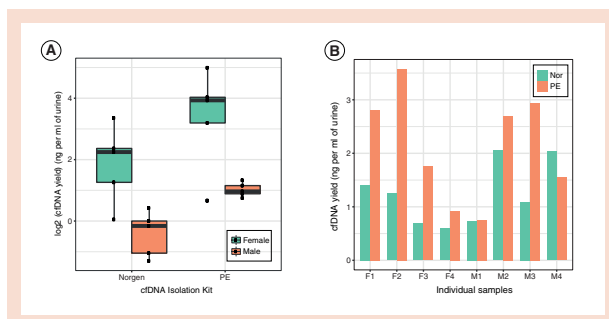 A
log2 (cfDNA yield) (ng per ml of urine)
4
2
0
Female
Male
Norgen
PE
cfDNA Isolation Kit
B
cfDNA yield) (ng per ml of urine)
3
2
1
0
Nor
PE
F1 F2 F3 F4 M1 M2 M3 M4
Individual samples